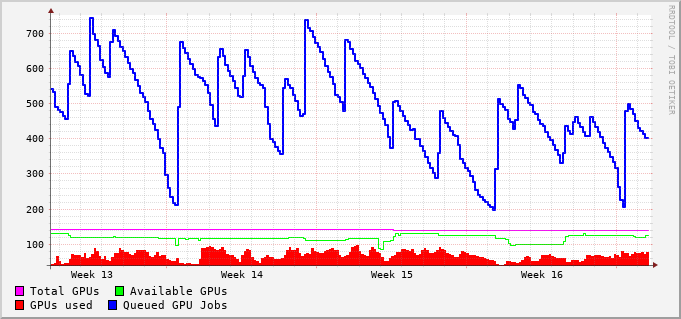 RRDTOOL / TOBI OETIKER
700
600
500
400
300
200
100
Week 13 Week 14 Week 15 Week 16
Total GPUs Available GPUs
GPUs used Queued GPU Jobs